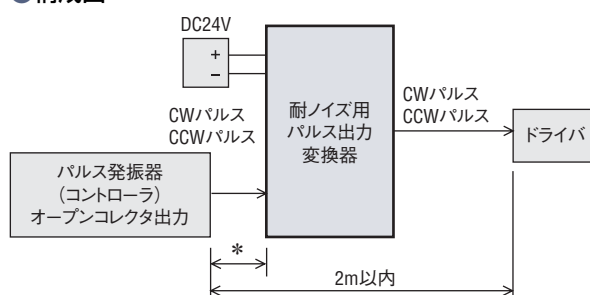 DC24V
+
−
CWパルス
CCWパルス
耐ノイズ用
パルス出力
変換器
CWパルス
CCWパルス
ドライバ
パルス発振器
（コントローラ）
オープンコレクタ出力
*
2m以内